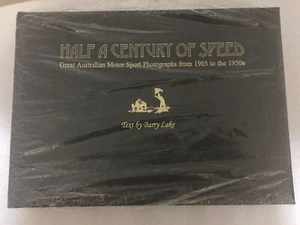 HALF A CENTURY OF SPEED
Great Australian Motor Sport Photographs from 1905 to the 1950s
Text by Barry Lake